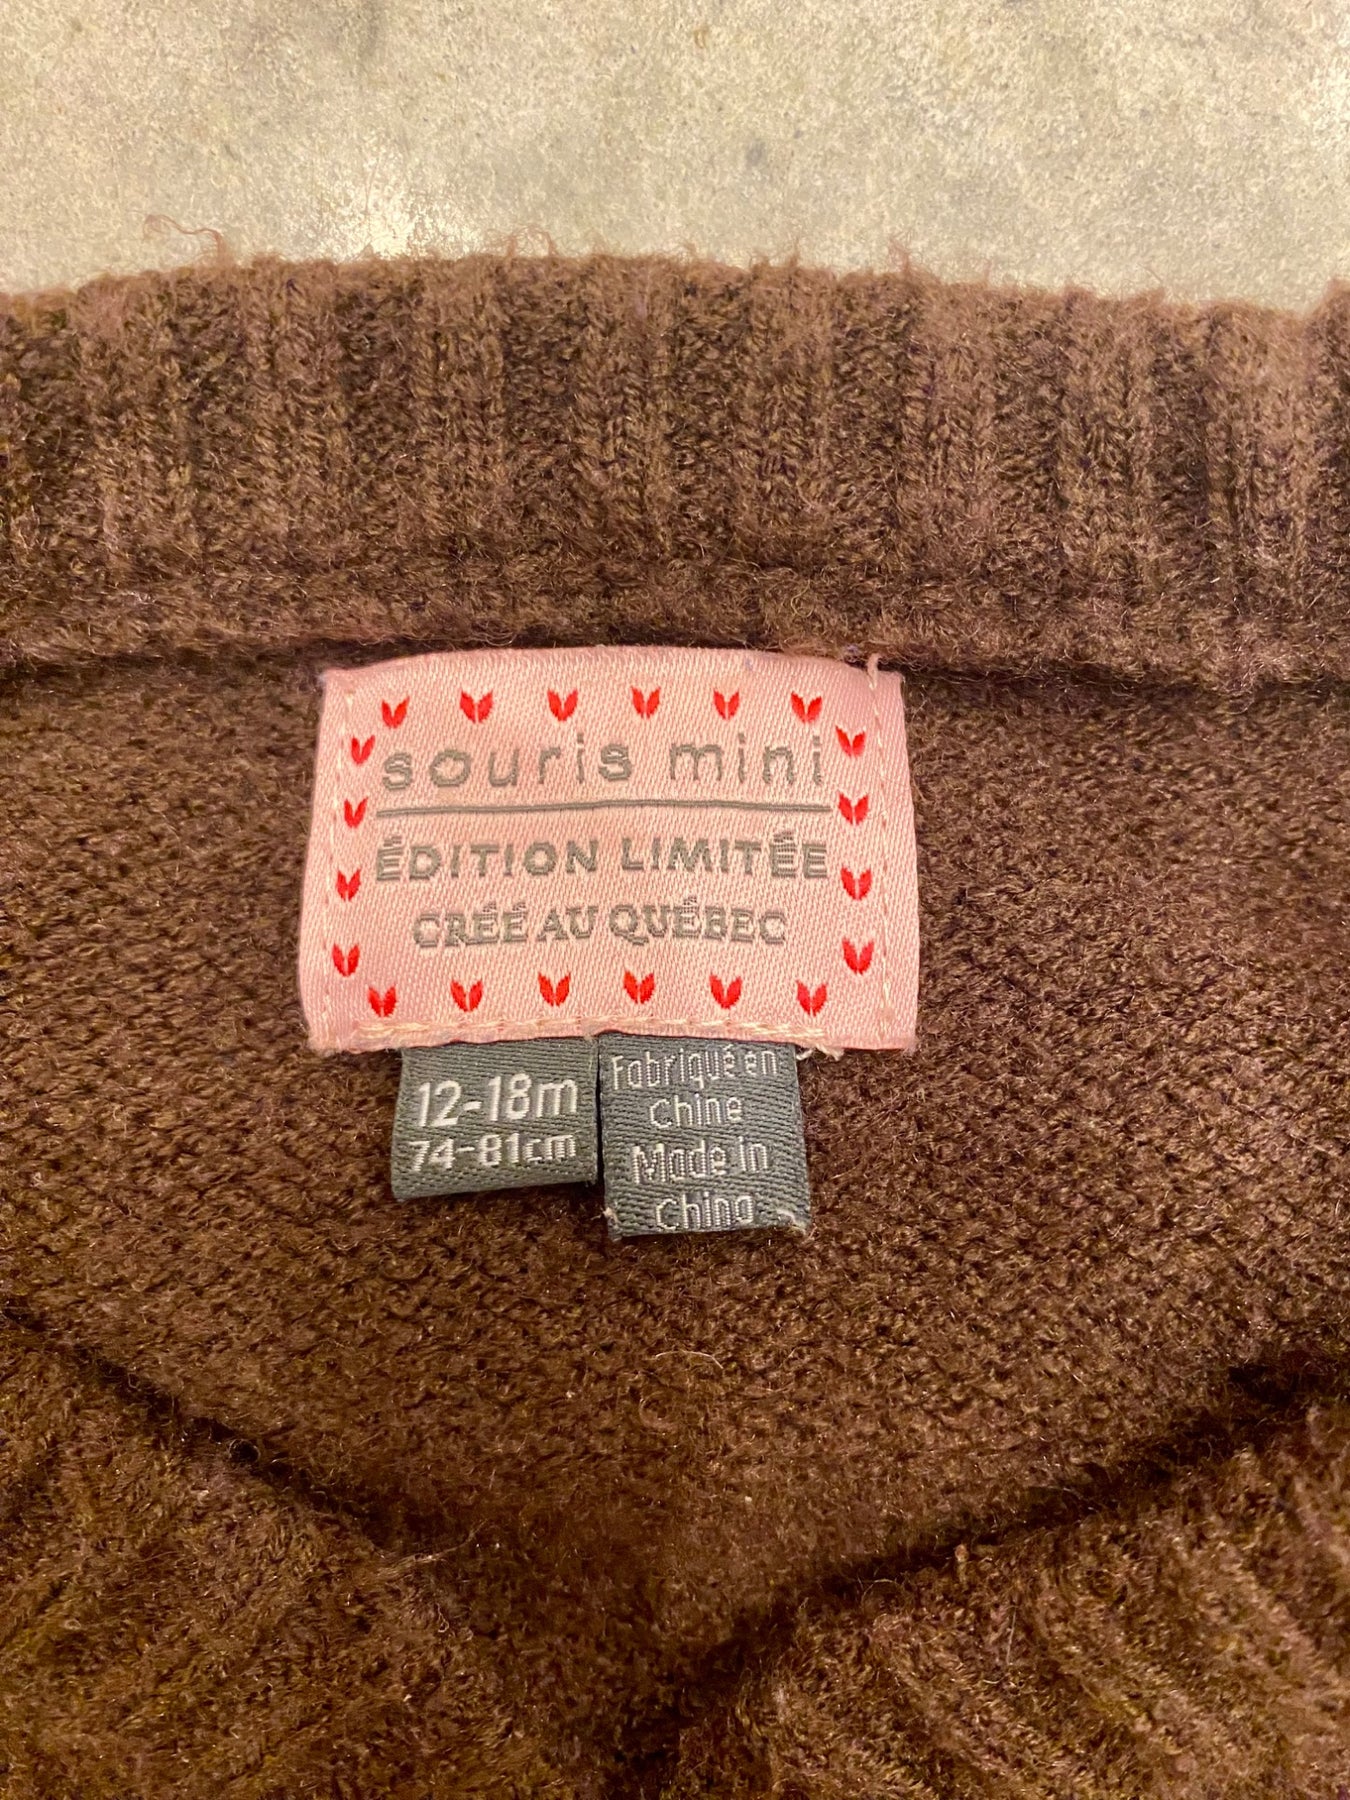 souris mini
ÉDITION LIMITÉE
CRÉÉ AU QUÉBEC
12-18m
74-81cm
Fabriqué en
Chine
Made in
China